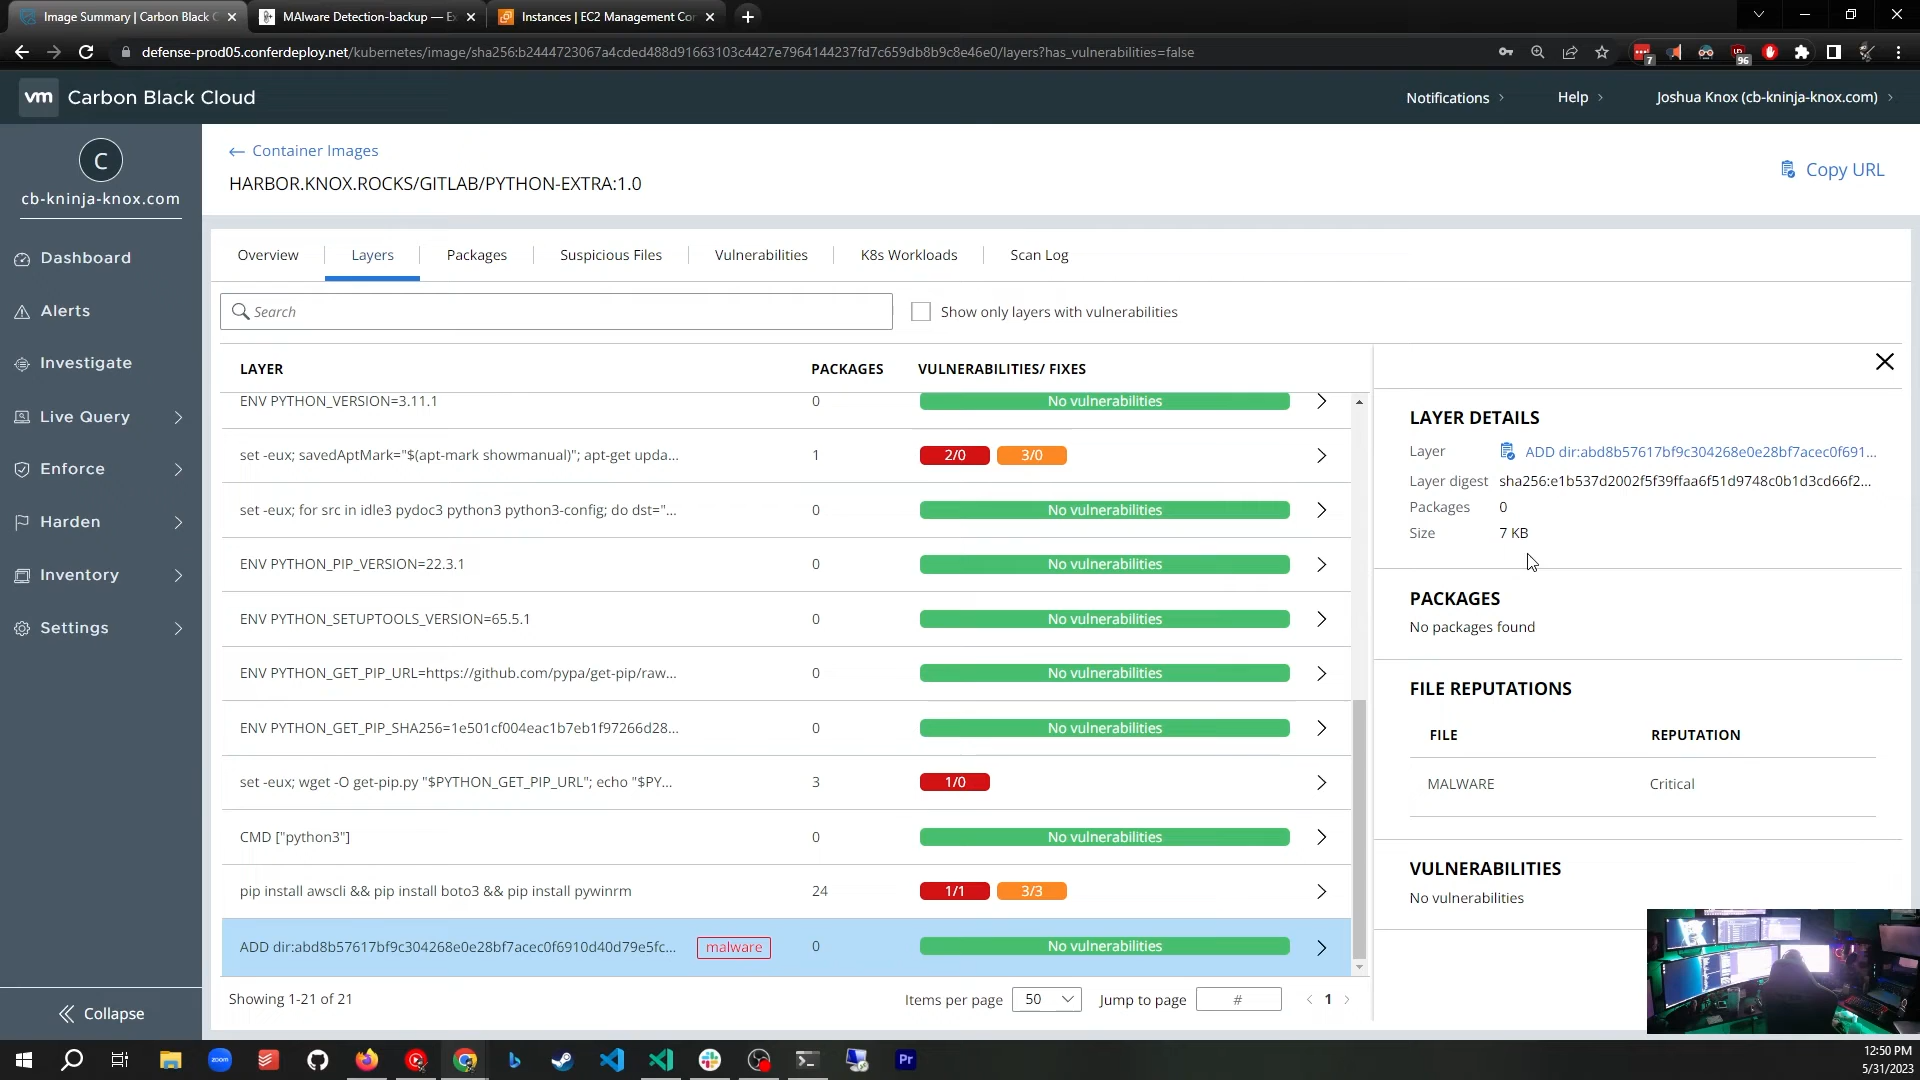 Image Summary | Carbon Black C
MAlware Detection-backup — Ex
Instances | EC2 Management Con
defense-prod05.conferdeploy.net/kubernetes/image/sha256:b2444723067a4cded488d91663103c4427e7964144237fd7c659db8b9c8e46e0/layers?has_vulnerabilities=false
7
96
vm Carbon Black Cloud
Notifications
Help
Joshua Knox (cb-kninja-knox.com)
C
cb-kninja-knox.com
Dashboard
Alerts
Investigate
Live Query
Enforce
Harden
Inventory
Settings
Collapse
Container Images
HARBOR.KNOX.ROCKS/GITLAB/PYTHON-EXTRA:1.0
Copy URL
Overview Layers Packages Suspicious Files Vulnerabilities K8s Workloads Scan Log
Search
Show only layers with vulnerabilities
LAYER PACKAGES VULNERABILITIES/ FIXES
ENV PYTHON_VERSION=3.11.1 0 No vulnerabilities
set -eux; savedAptMark="$(apt-mark showmanual)"; apt-get upda... 1 2/0 3/0
set -eux; for src in idle3 pydoc3 python3 python3-config; do dst="... 0 No vulnerabilities
ENV PYTHON_PIP_VERSION=22.3.1 0 No vulnerabilities
ENV PYTHON_SETUPTOOLS_VERSION=65.5.1 0 No vulnerabilities
ENV PYTHON_GET_PIP_URL=https://github.com/pypa/get-pip/raw... 0 No vulnerabilities
ENV PYTHON_GET_PIP_SHA256=1e501cf004eac1b7eb1f97266d28... 0 No vulnerabilities
set -eux; wget -O get-pip.py "$PYTHON_GET_PIP_URL"; echo "$PY... 3 1/0
CMD ["python3"] 0 No vulnerabilities
pip install awscli && pip install boto3 && pip install pywinrm 24 1/1 3/3
ADD dir:abd8b57617bf9c304268e0e28bf7acec0f6910d40d79e5fc... malware 0 No vulnerabilities
Showing 1-21 of 21
Items per page 50 Jump to page # 1
LAYER DETAILS
Layer ADD dir:abd8b57617bf9c304268e0e28bf7acec0f691...
Layer digest sha256:e1b537d2002f5f39ffaa6f51d9748c0b1d3cd66f2...
Packages 0
Size 7 KB
PACKAGES
No packages found
FILE REPUTATIONS
FILE REPUTATION
MALWARE Critical
VULNERABILITIES
No vulnerabilities
zoom
Pr
12:50 PM
5/31/2023